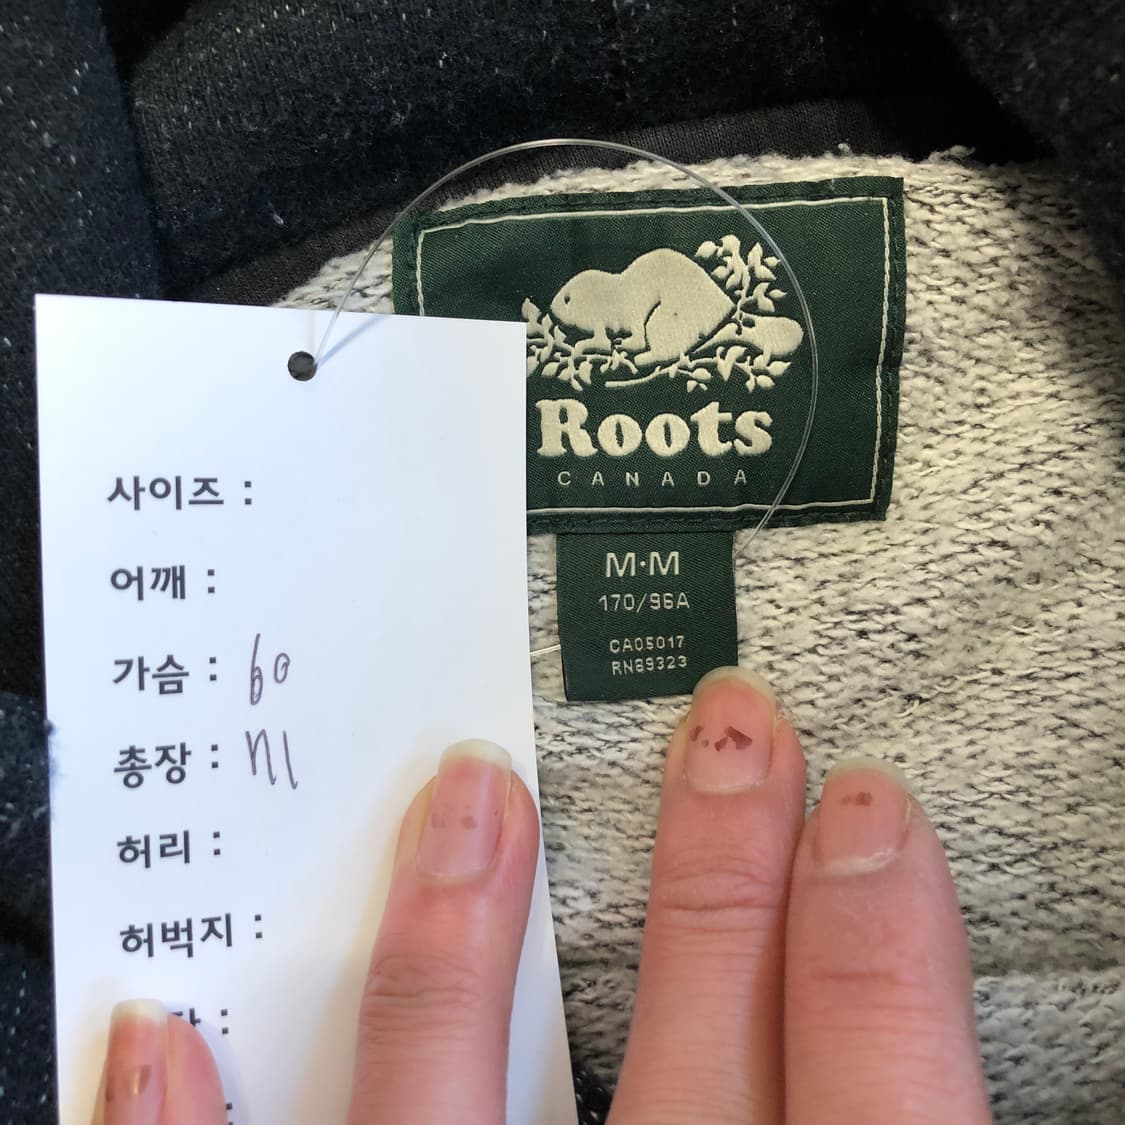 사이즈 :
어깨 :
가슴 : 60
총장 : 71
허리 :
허벅지 :
:
:
Roots
CANADA
M·M
170/96A
CA05017
RN89323